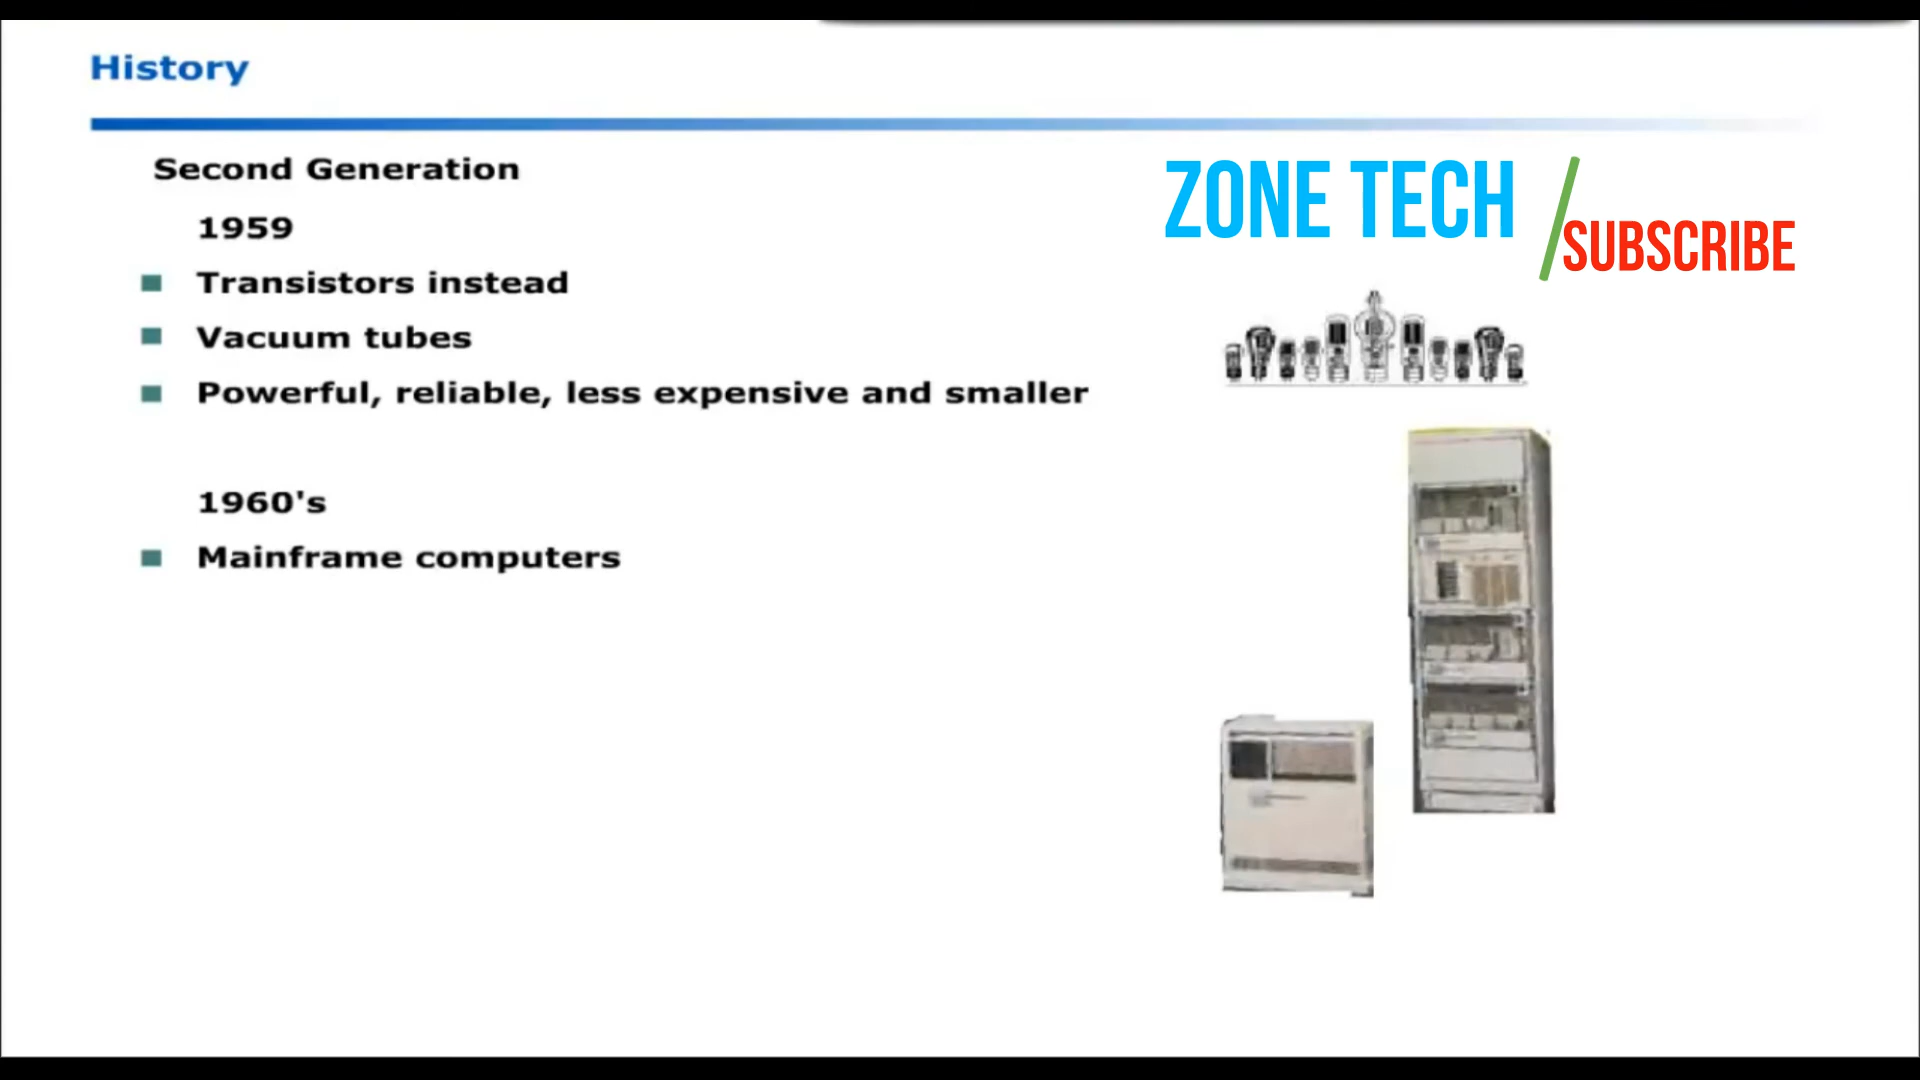 History
Second Generation
1959
Transistors instead
Vacuum tubes
Powerful, reliable, less expensive and smaller
1960's
Mainframe computers
ZONE TECH
SUBSCRIBE